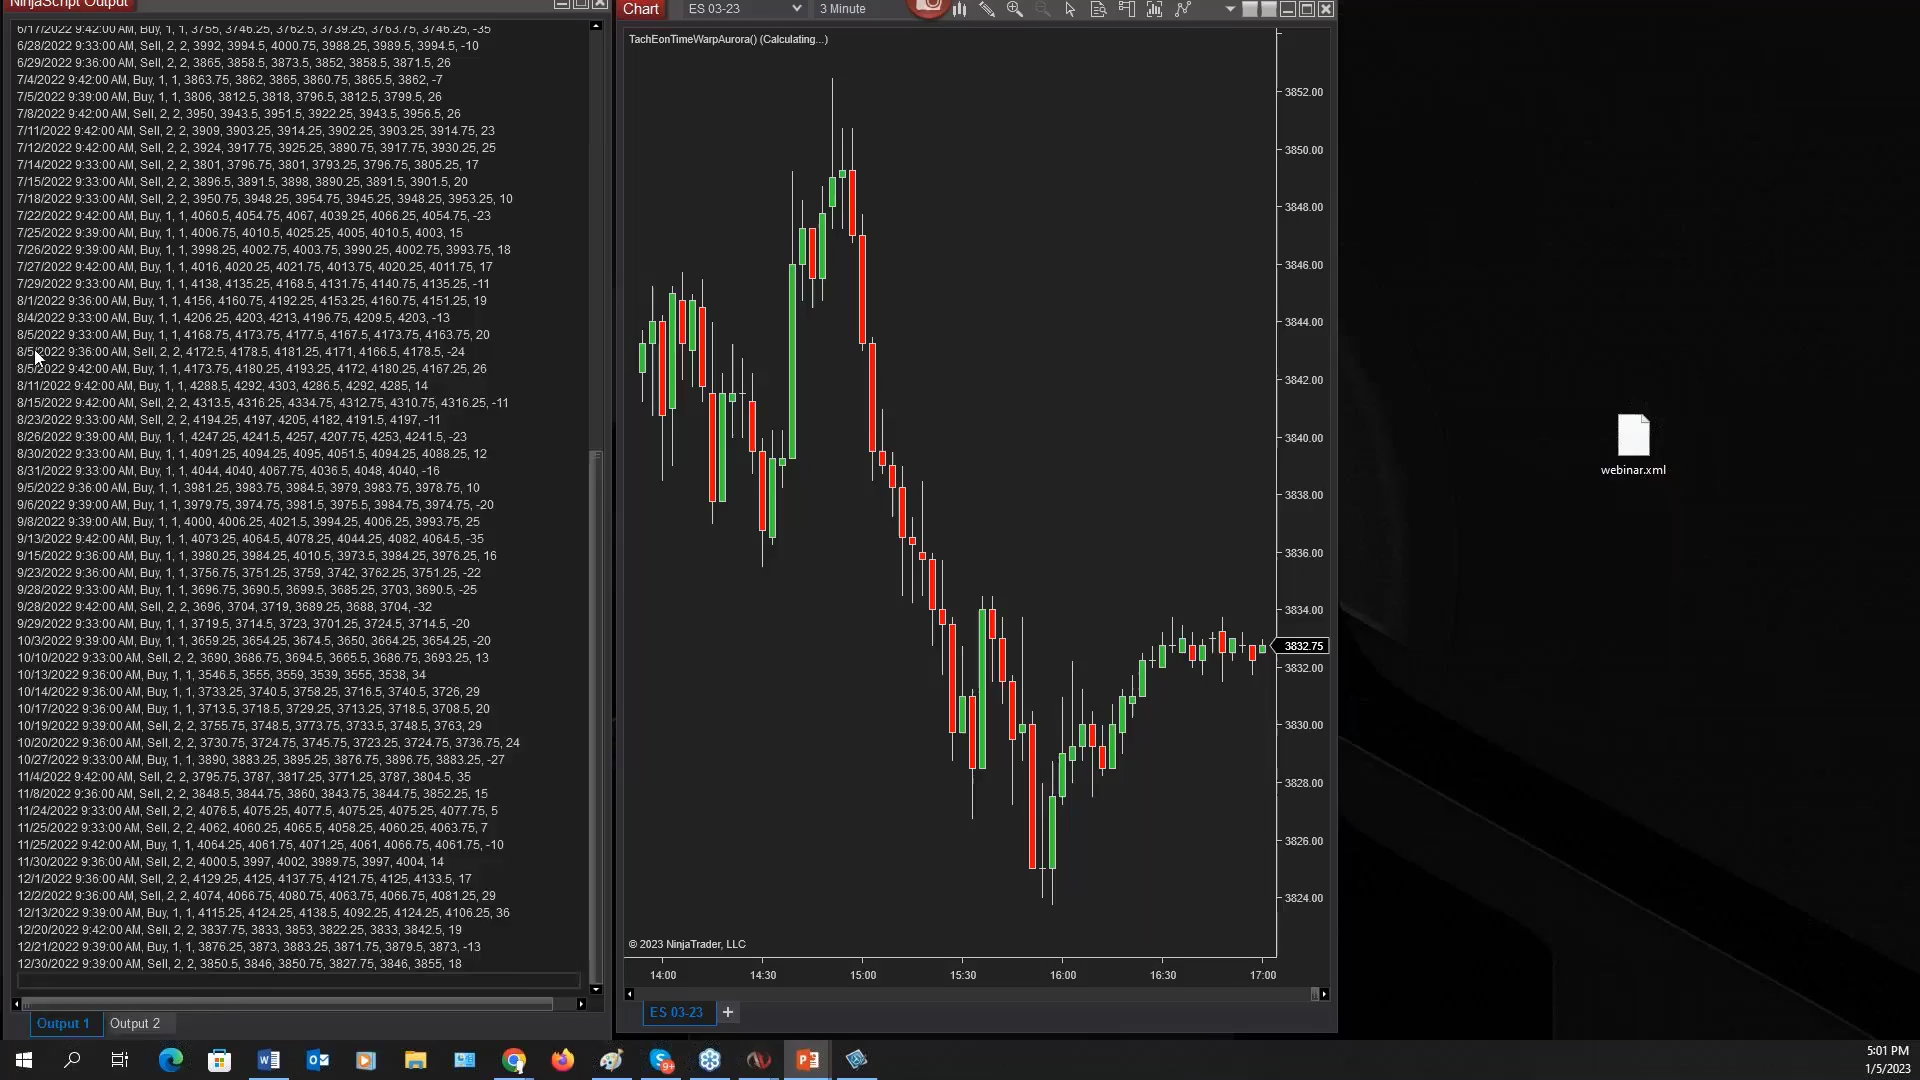 NinjaScript Output
6/17/2022 9:42:00 AM, Buy, 1, 1, 3755, 3746.25, 3762.5, 3739.25, 3763.75, 3746.25, -35
6/28/2022 9:33:00 AM, Sell, 2, 2, 3992, 3994.5, 4000.75, 3988.25, 3989.5, 3994.5, -10
6/29/2022 9:36:00 AM, Sell, 2, 2, 3865, 3858.5, 3873.5, 3852, 3858.5, 3871.5, 26
7/4/2022 9:42:00 AM, Buy, 1, 1, 3863.75, 3862, 3865, 3860.75, 3865.5, 3862, -7
7/5/2022 9:39:00 AM, Buy, 1, 1, 3806, 3812.5, 3818, 3796.5, 3812.5, 3799.5, 26
7/8/2022 9:42:00 AM, Sell, 2, 2, 3950, 3943.5, 3951.5, 3922.25, 3943.5, 3956.5, 26
7/11/2022 9:42:00 AM, Sell, 2, 2, 3909, 3903.25, 3914.25, 3902.25, 3903.25, 3914.75, 23
7/12/2022 9:42:00 AM, Sell, 2, 2, 3924, 3917.75, 3925.25, 3890.75, 3917.75, 3930.25, 25
7/14/2022 9:33:00 AM, Sell, 2, 2, 3801, 3796.75, 3801, 3793.25, 3796.75, 3805.25, 17
7/15/2022 9:33:00 AM, Sell, 2, 2, 3896.5, 3891.5, 3898, 3890.25, 3891.5, 3901.5, 20
7/18/2022 9:33:00 AM, Sell, 2, 2, 3950.75, 3948.25, 3954.75, 3945.25, 3948.25, 3953.25, 10
7/22/2022 9:42:00 AM, Buy, 1, 1, 4060.5, 4054.75, 4067, 4039.25, 4066.25, 4054.75, -23
7/25/2022 9:39:00 AM, Buy, 1, 1, 4006.75, 4010.5, 4025.25, 4005, 4010.5, 4003, 15
7/26/2022 9:39:00 AM, Buy, 1, 1, 3998.25, 4002.75, 4003.75, 3990.25, 4002.75, 3993.75, 18
7/27/2022 9:42:00 AM, Buy, 1, 1, 4016, 4020.25, 4021.75, 4013.75, 4020.25, 4011.75, 17
7/29/2022 9:33:00 AM, Buy, 1, 1, 4138, 4135.25, 4168.5, 4131.75, 4140.75, 4135.25, -11
8/1/2022 9:36:00 AM, Buy, 1, 1, 4156, 4160.75, 4192.25, 4153.25, 4160.75, 4151.25, 19
8/4/2022 9:33:00 AM, Buy, 1, 1, 4206.25, 4203, 4213, 4196.75, 4209.5, 4203, -13
8/5/2022 9:33:00 AM, Buy, 1, 1, 4168.75, 4173.75, 4177.5, 4167.5, 4173.75, 4163.75, 20
8/5/2022 9:36:00 AM, Sell, 2, 2, 4172.5, 4178.5, 4181.25, 4171, 4166.5, 4178.5, -24
8/5/2022 9:42:00 AM, Buy, 1, 1, 4173.75, 4180.25, 4193.25, 4172, 4180.25, 4167.25, 26
8/11/2022 9:42:00 AM, Buy, 1, 1, 4288.5, 4292, 4303, 4286.5, 4292, 4285, 14
8/15/2022 9:42:00 AM, Sell, 2, 2, 4313.5, 4316.25, 4334.75, 4312.75, 4310.75, 4316.25, -11
8/23/2022 9:33:00 AM, Sell, 2, 2, 4194.25, 4197, 4205, 4182, 4191.5, 4197, -11
8/26/2022 9:39:00 AM, Buy, 1, 1, 4247.25, 4241.5, 4257, 4207.75, 4253, 4241.5, -23
8/30/2022 9:33:00 AM, Buy, 1, 1, 4091.25, 4094.25, 4095, 4051.5, 4094.25, 4088.25, 12
8/31/2022 9:33:00 AM, Buy, 1, 1, 4044, 4040, 4067.75, 4036.5, 4048, 4040, -16
9/5/2022 9:36:00 AM, Buy, 1, 1, 3981.25, 3983.75, 3984.5, 3979, 3983.75, 3978.75, 10
9/6/2022 9:36:00 AM, Buy, 1, 1, 3979.75, 3974.75, 3981.5, 3975.5, 3984.75, 3974.75, -20
9/8/2022 9:39:00 AM, Buy, 1, 1, 4000, 4006.25, 4021.5, 3994.25, 4006.25, 3993.75, 25
9/13/2022 9:42:00 AM, Buy, 1, 1, 4073.25, 4064.5, 4078.25, 4044.25, 4082, 4064.5, -35
9/15/2022 9:36:00 AM, Buy, 1, 1, 3980.25, 3984.25, 4010.5, 3973.5, 3984.25, 3976.25, 16
9/23/2022 9:36:00 AM, Buy, 1, 1, 3756.75, 3751.25, 3759, 3742, 3762.25, 3751.25, -22
9/28/2022 9:33:00 AM, Buy, 1, 1, 3696.75, 3690.5, 3699.5, 3685.25, 3703, 3690.5, -25
9/28/2022 9:42:00 AM, Sell, 2, 2, 3696, 3704, 3719, 3689.25, 3688, 3704, -32
9/29/2022 9:33:00 AM, Buy, 1, 1, 3719.5, 3714.5, 3723, 3701.25, 3724.5, 3714.5, -20
10/3/2022 9:39:00 AM, Buy, 1, 1, 3659.25, 3654.25, 3674.5, 3650, 3664.25, 3654.25, -20
10/10/2022 9:33:00 AM, Sell, 2, 2, 3690, 3686.75, 3694.5, 3665.5, 3686.75, 3693.25, 13
10/13/2022 9:36:00 AM, Buy, 1, 1, 3546.5, 3555, 3559, 3539, 3555, 3538, 34
10/14/2022 9:36:00 AM, Buy, 1, 1, 3733.25, 3740.5, 3758.25, 3716.5, 3740.5, 3726, 29
10/17/2022 9:36:00 AM, Buy, 1, 1, 3713.5, 3718.5, 3729.25, 3713.25, 3718.5, 3708.5, 20
10/19/2022 9:39:00 AM, Sell, 2, 2, 3755.75, 3748.5, 3773.75, 3733.5, 3748.5, 3763, 29
10/20/2022 9:36:00 AM, Sell, 2, 2, 3730.75, 3724.75, 3745.75, 3723.25, 3724.75, 3736.75, 24
10/27/2022 9:33:00 AM, Buy, 1, 1, 3890, 3883.25, 3895.25, 3876.75, 3896.75, 3883.25, -27
11/4/2022 9:42:00 AM, Sell, 2, 2, 3795.75, 3787, 3817.25, 3771.25, 3787, 3804.5, 35
11/8/2022 9:36:00 AM, Sell, 2, 2, 3848.5, 3844.75, 3860, 3843.75, 3844.75, 3852.25, 15
11/24/2022 9:33:00 AM, Sell, 2, 2, 4076.5, 4075.25, 4077.5, 4075.25, 4075.25, 4077.75, 5
11/25/2022 9:33:00 AM, Sell, 2, 2, 4062, 4060.25, 4065.5, 4058.25, 4060.25, 4063.75, 7
11/25/2022 9:42:00 AM, Buy, 1, 1, 4064.25, 4061.75, 4071.25, 4061, 4066.75, 4061.75, -10
11/30/2022 9:36:00 AM, Sell, 2, 2, 4000.5, 3997, 4002, 3989.75, 3997, 4004, 14
12/1/2022 9:36:00 AM, Sell, 2, 2, 4129.25, 4125, 4137.75, 4121.75, 4125, 4133.5, 17
12/2/2022 9:36:00 AM, Sell, 2, 2, 4074, 4066.75, 4080.75, 4063.75, 4066.75, 4081.25, 29
12/13/2022 9:39:00 AM, Buy, 1, 1, 4115.25, 4124.25, 4138.5, 4092.25, 4124.25, 4106.25, 36
12/20/2022 9:42:00 AM, Sell, 2, 2, 3837.75, 3833, 3853, 3822.25, 3833, 3842.5, 19
12/21/2022 9:39:00 AM, Buy, 1, 1, 3876.25, 3873, 3883.25, 3871.75, 3879.5, 3873, -13
12/30/2022 9:39:00 AM, Sell, 2, 2, 3850.5, 3846, 3850.75, 3827.75, 3846, 3855, 18
Output 1 Output 2
Chart ES 03-23 3 Minute
TachEonTimeWarpAurora() (Calculating...)
3852.00
3850.00
3848.00
3846.00
3844.00
3842.00
3840.00
3838.00
3836.00
3834.00
3832.75
3832.00
3830.00
3828.00
3826.00
3824.00
© 2023 NinjaTrader, LLC
14:00 14:30 15:00 15:30 16:00 16:30 17:00
ES 03-23 +
webinar.xml
9+
5:01 PM
1/5/2023